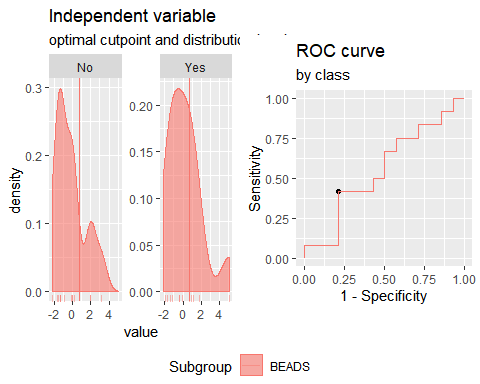 Independent variable
optimal cutpoint and distribution
No
Yes
0.3
0.2
0.1
0.0
density
0.20
0.15
0.10
0.05
0.00
-2 0 2 4
-2 0 2 4
value
ROC curve
by class
1.00
0.75
0.50
0.25
0.00
Sensitivity
0.00 0.25 0.50 0.75 1.00
1 - Specificity
Subgroup BEADS